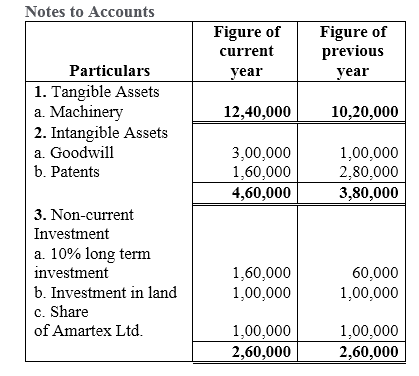 Notes to Accounts
Particulars Figure of current year Figure of previous year
1. Tangible Assets
a. Machinery 12,40,000 10,20,000
2. Intangible Assets
a. Goodwill 3,00,000 1,00,000
b. Patents 1,60,000 2,80,000
4,60,000 3,80,000
3. Non-current
Investment
a. 10% long term
investment 1,60,000 60,000
b. Investment in land 1,00,000 1,00,000
c. Share
of Amartex Ltd. 1,00,000 1,00,000
2,60,000 2,60,000